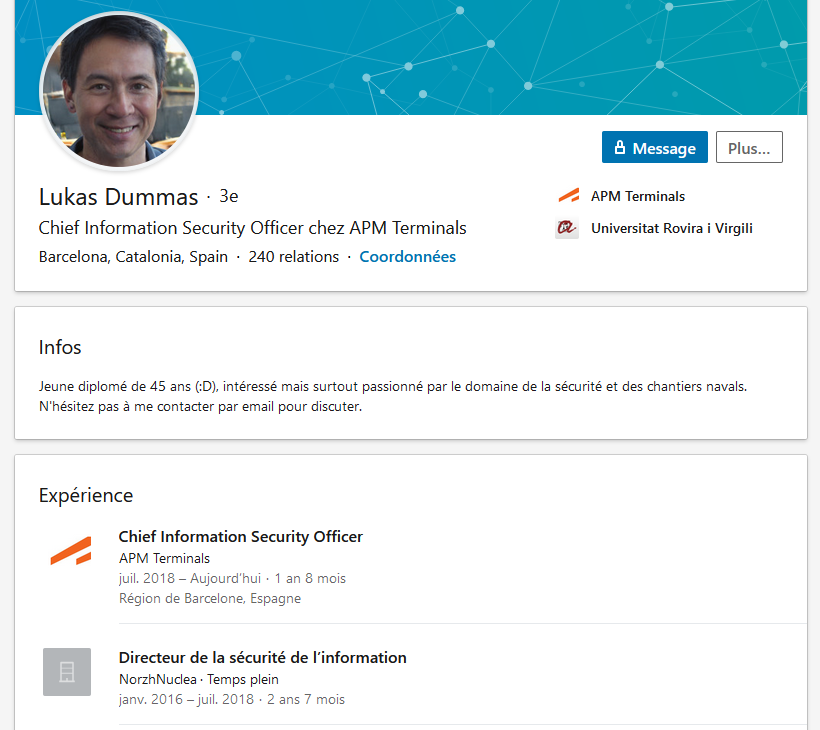 Message
Plus...
Lukas Dummas · 3e
APM Terminals
Chief Information Security Officer chez APM Terminals
Universitat Rovira i Virgili
Barcelona, Catalonia, Spain · 240 relations · Coordonnées
Infos
Jeune diplomé de 45 ans (:D), intéressé mais surtout passionné par le domaine de la sécurité et des chantiers navals.
N'hésitez pas à me contacter par email pour discuter.
Expérience
Chief Information Security Officer
APM Terminals
juil. 2018 – Aujourd'hui · 1 an 8 mois
Région de Barcelone, Espagne
Directeur de la sécurité de l’information
NorzhNuclea · Temps plein
janv. 2016 – juil. 2018 · 2 ans 7 mois